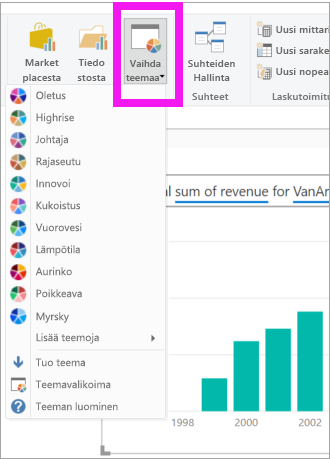 Market placesta
Tiedo stosta
Vaihda teemaa
Suhteiden Hallinta
Uusi mittari
Uusi sarake
Uusi nopea
Suhteet
Laskutoimitu
Oletus
Highrise
Johtaja
Rajaseutu
Innovoi
Kukoistus
Vuorovesi
Lämpötila
Aurinko
Poikkeava
Myrsky
Lisää teemoja
Tuo teema
Teemavalikoima
Teeman luominen
al sum of revenue for VanAr
1998 2000 2002